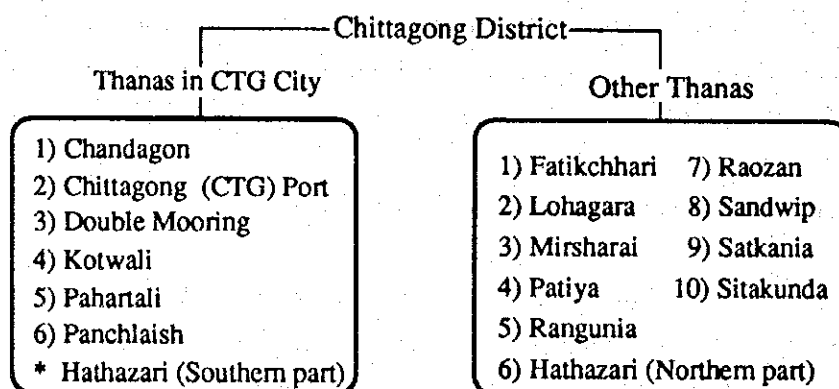 Chittagong District
Thanas in CTG City
1) Chandagon
2) Chittagong (CTG) Port
3) Double Mooring
4) Kotwali
5) Pahartali
6) Panchlaish
* Hathazari (Southern part)
Other Thanas
1) Fatikchhari
2) Lohagara
3) Mirsharai
4) Patiya
5) Rangunia
6) Hathazari (Northern part)
7) Raozan
8) Sandwip
9) Satkania
10) Sitakunda